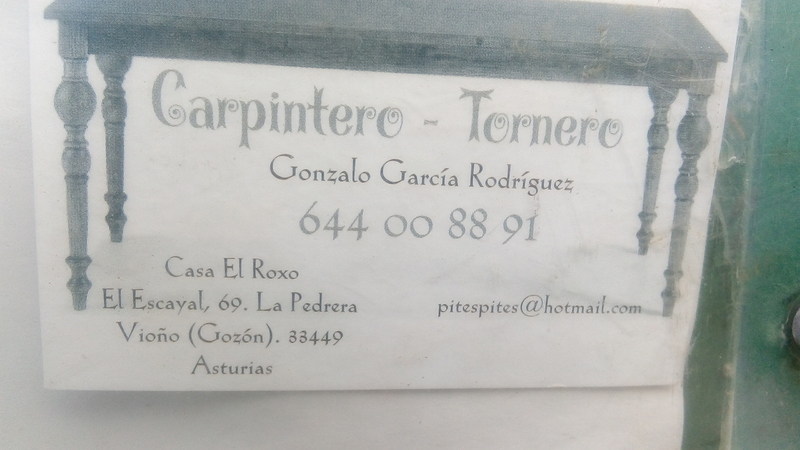 Carpintero - Tornero
Gonzalo García Rodríguez
644 00 88 91
Casa El Roxo
El Escayal, 69. La Pedrera
Vioño (Gozón). 33449
Asturias
pitespites@hotmail.com